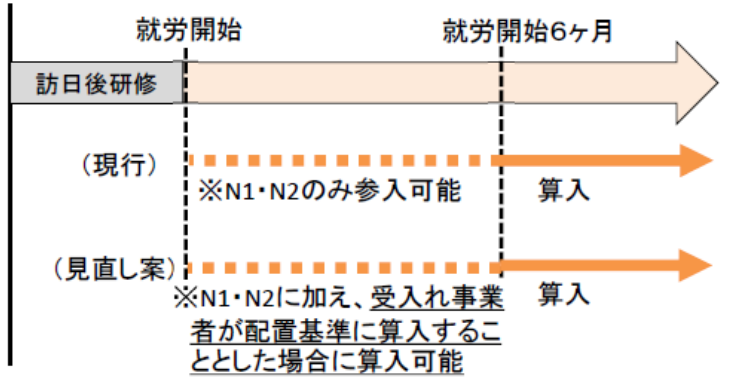 就労開始
就労開始6ヶ月
訪日後研修
（現行）
※N1・N2のみ参入可能
算入
（見直し案）
※N1・N2に加え、受入れ事業
者が配置基準に算入するこ
ととした場合に算入可能
算入